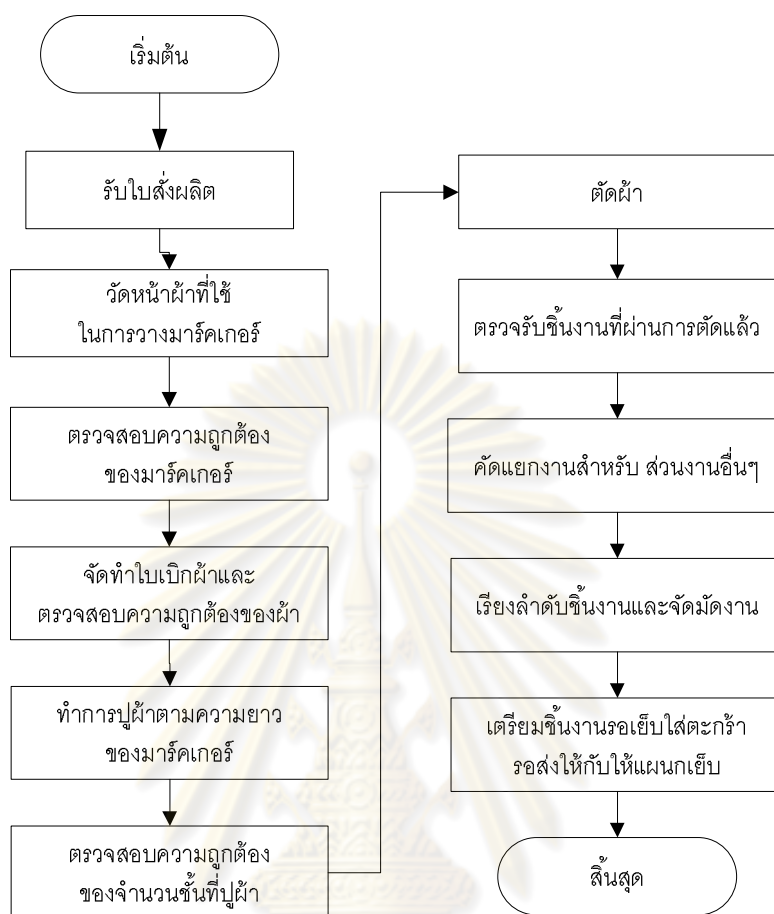 เริ่มต้น
รับใบสั่งผลิต
วัดหน้าผ้าที่ใช้
ในการวางมาร์คเกอร์
ตรวจสอบความถูกต้อง
ของมาร์คเกอร์
จัดทำใบเบิกผ้าและ
ตรวจสอบความถูกต้องของผ้า
ทำการปูผ้าตามความยาว
ของมาร์คเกอร์
ตรวจสอบความถูกต้อง
ของจำนวนชั้นที่ปูผ้า
ตัดผ้า
ตรวจรับชิ้นงานที่ผ่านการตัดแล้ว
คัดแยกงานสำหรับ ส่วนงานอื่นๆ
เรียงลำดับชิ้นงานและจัดมัดงาน
เตรียมชิ้นงานรอเย็บใส่ตะกร้า
รอส่งให้กับให้แผนกเย็บ
สิ้นสุด